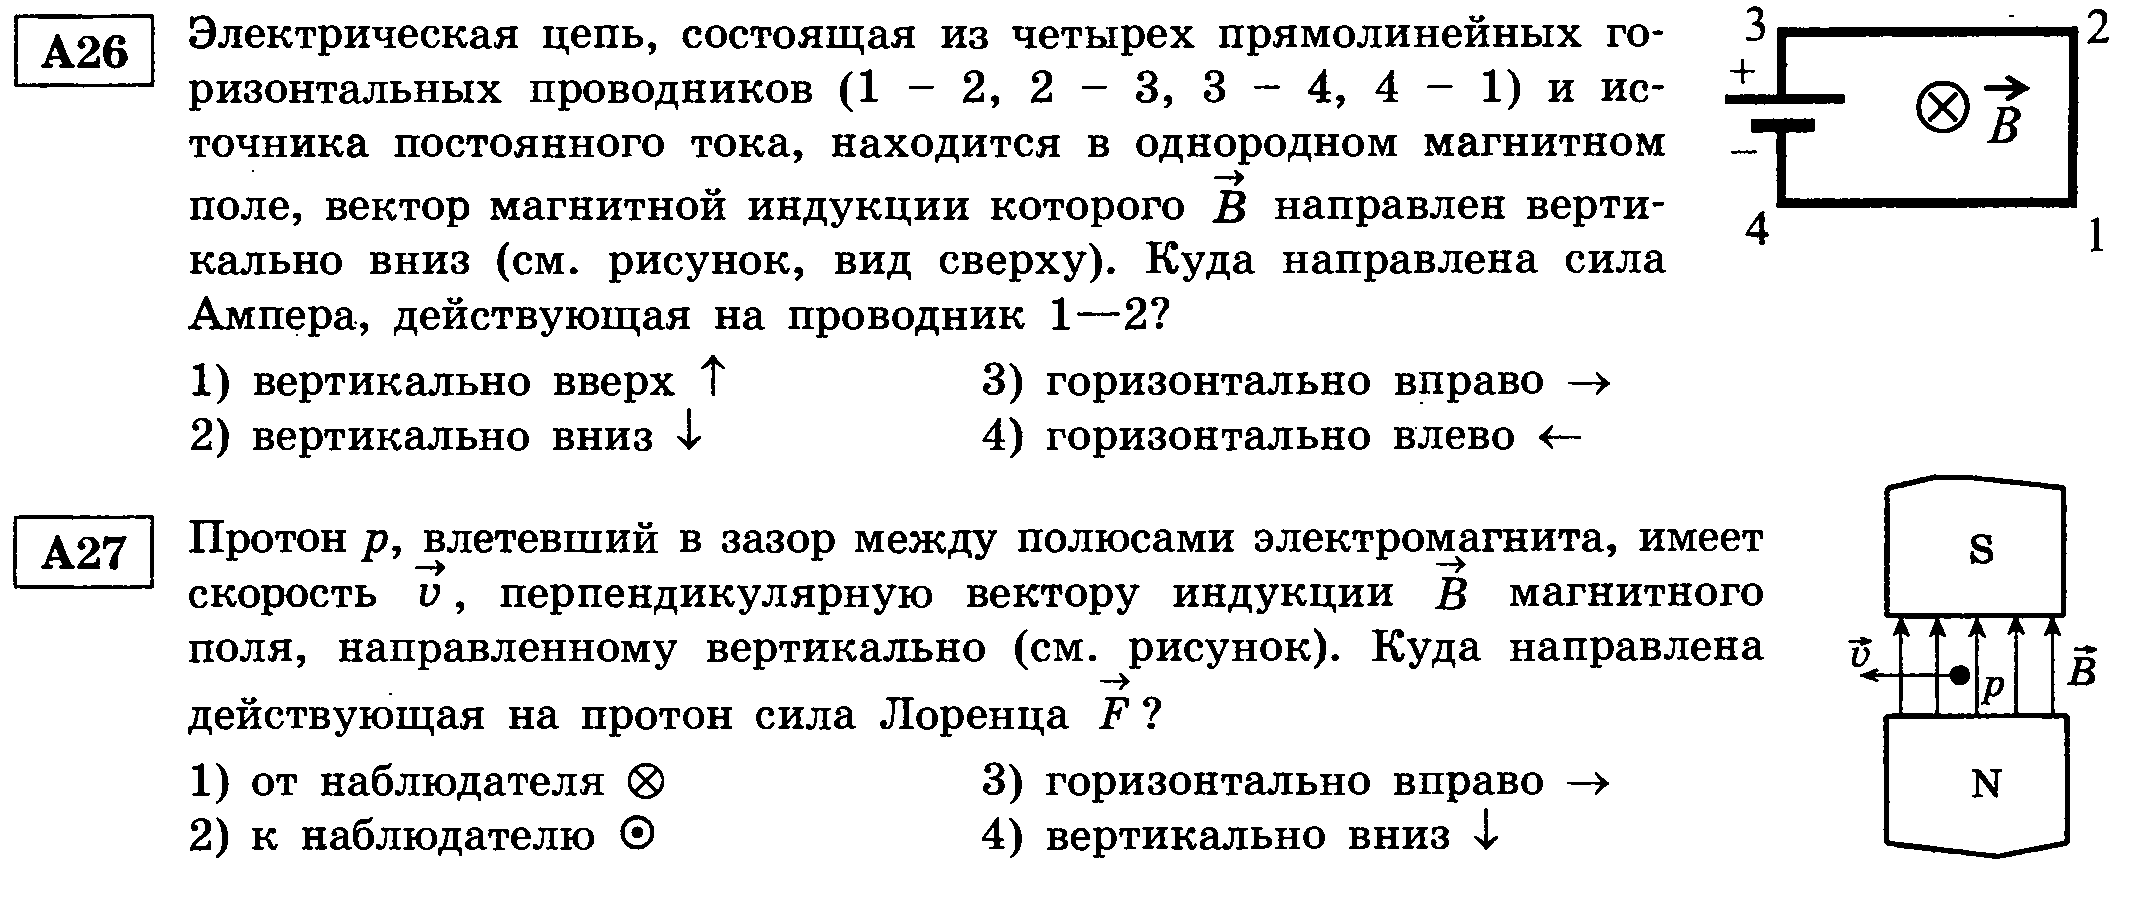 А26
Электрическая цепь, состоящая из четырех прямолинейных го-
ризонтальных проводников (1 – 2, 2 – 3, 3 – 4, 4 – 1) и ис-
точника постоянного тока, находится в однородном магнитном
поле, вектор магнитной индукции которого B⃗ направлен верти-
кально вниз (см. рисунок, вид сверху). Куда направлена сила
Ампера, действующая на проводник 1—2?
1) вертикально вверх ↑
2) вертикально вниз ↓
3) горизонтально вправо →
4) горизонтально влево ←
3
2
+
⊗ B⃗
–
4
1
А27
Протон p, влетевший в зазор между полюсами электромагнита, имеет
скорость v⃗, перпендикулярную вектору индукции B⃗ магнитного
поля, направленному вертикально (см. рисунок). Куда направлена
действующая на протон сила Лоренца F⃗?
1) от наблюдателя ⊗
2) к наблюдателю ⊙
3) горизонтально вправо →
4) вертикально вниз ↓
S
v⃗
p
B⃗
N